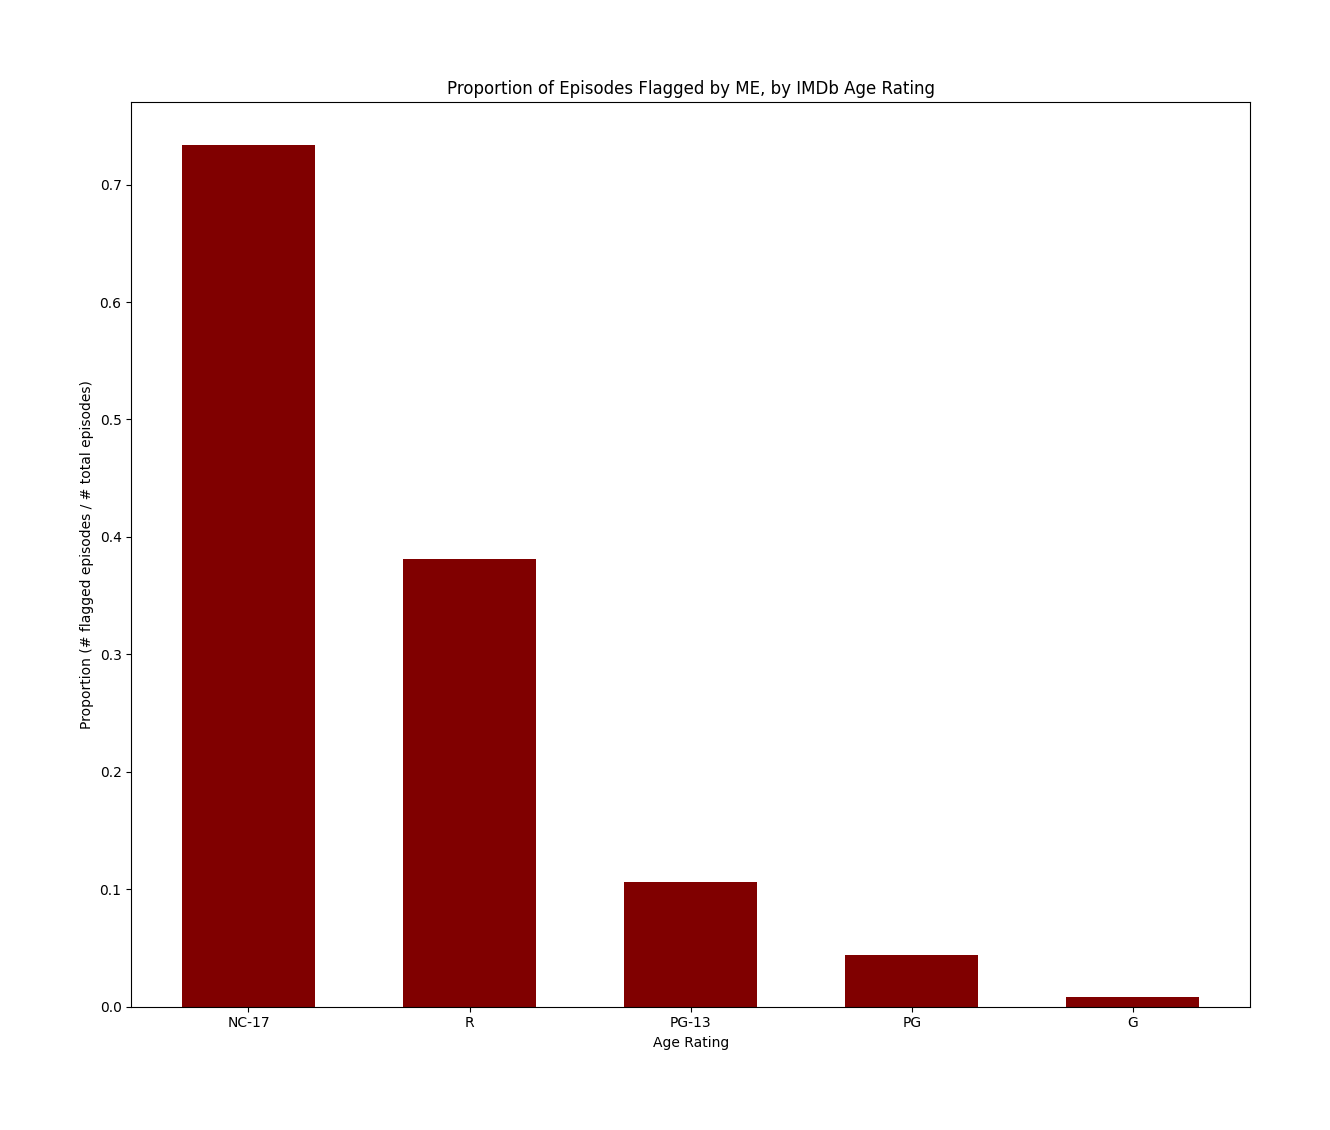 Proportion of Episodes Flagged by ME, by IMDb Age Rating
Proportion (# flagged episodes / # total episodes)
0.7
0.6
0.5
0.4
0.3
0.2
0.1
0.0
NC-17
R
PG-13
PG
G
Age Rating